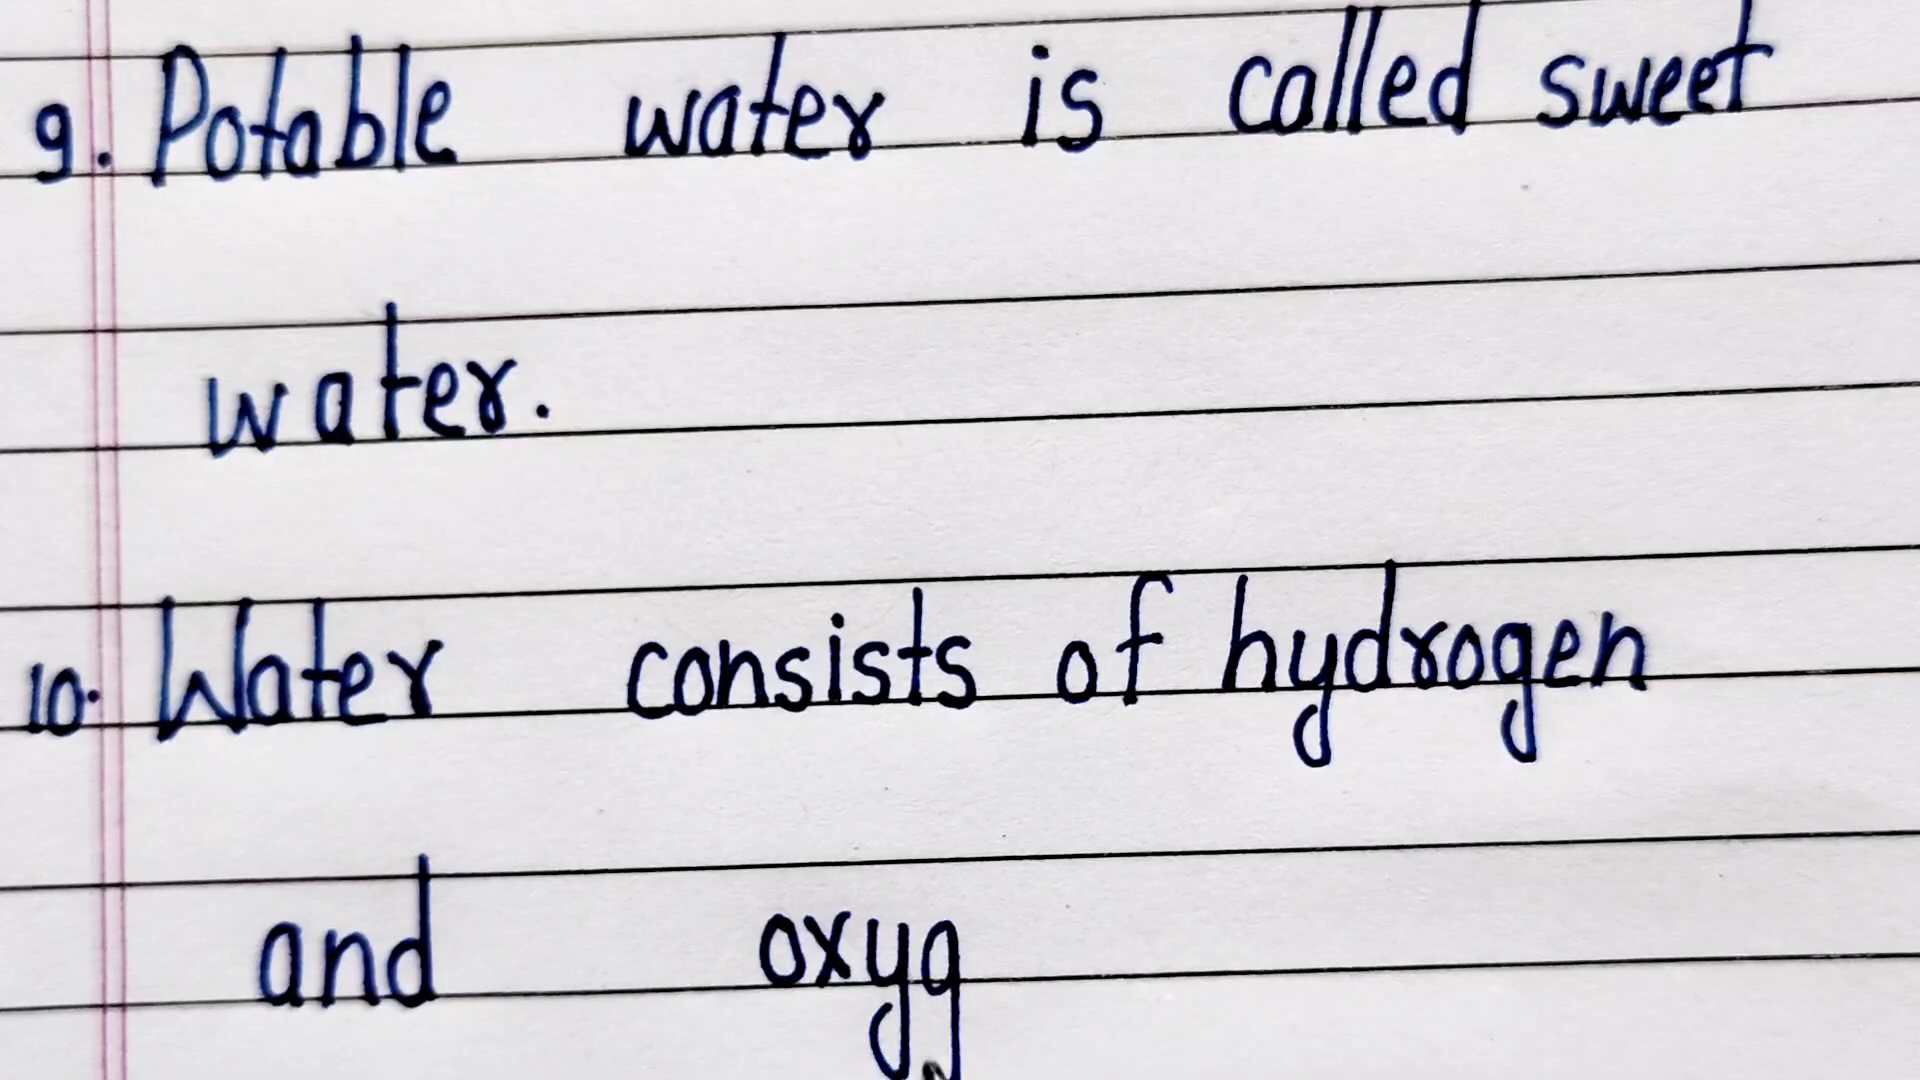 9. Potable water is called sweet
water.
10. Water consists of hydrogen
and oxyg